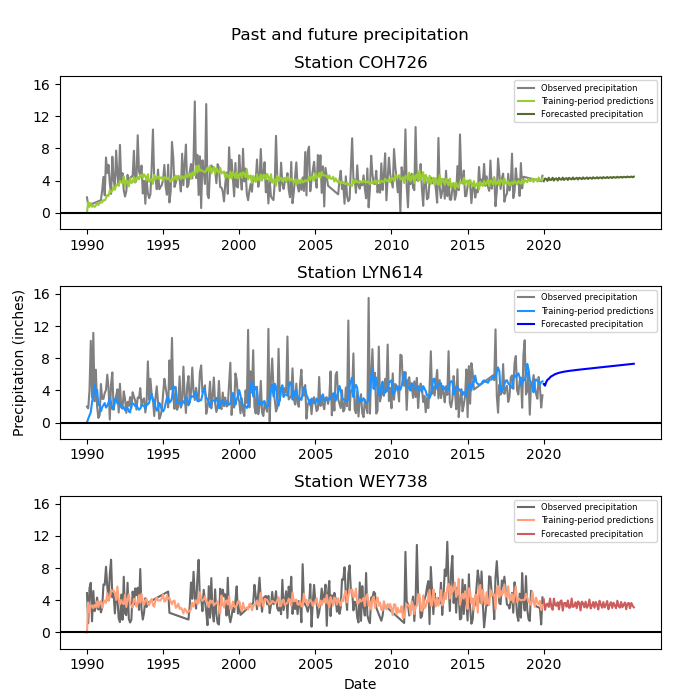 Past and future precipitation
Station COH726
Observed precipitation
Training-period predictions
Forecasted precipitation
16
12
8
4
0
1990 1995 2000 2005 2010 2015 2020
Station LYN614
Observed precipitation
Training-period predictions
Forecasted precipitation
Precipitation (inches)
16
12
8
4
0
1990 1995 2000 2005 2010 2015 2020
Station WEY738
Observed precipitation
Training-period predictions
Forecasted precipitation
16
12
8
4
0
1990 1995 2000 2005 2010 2015 2020
Date